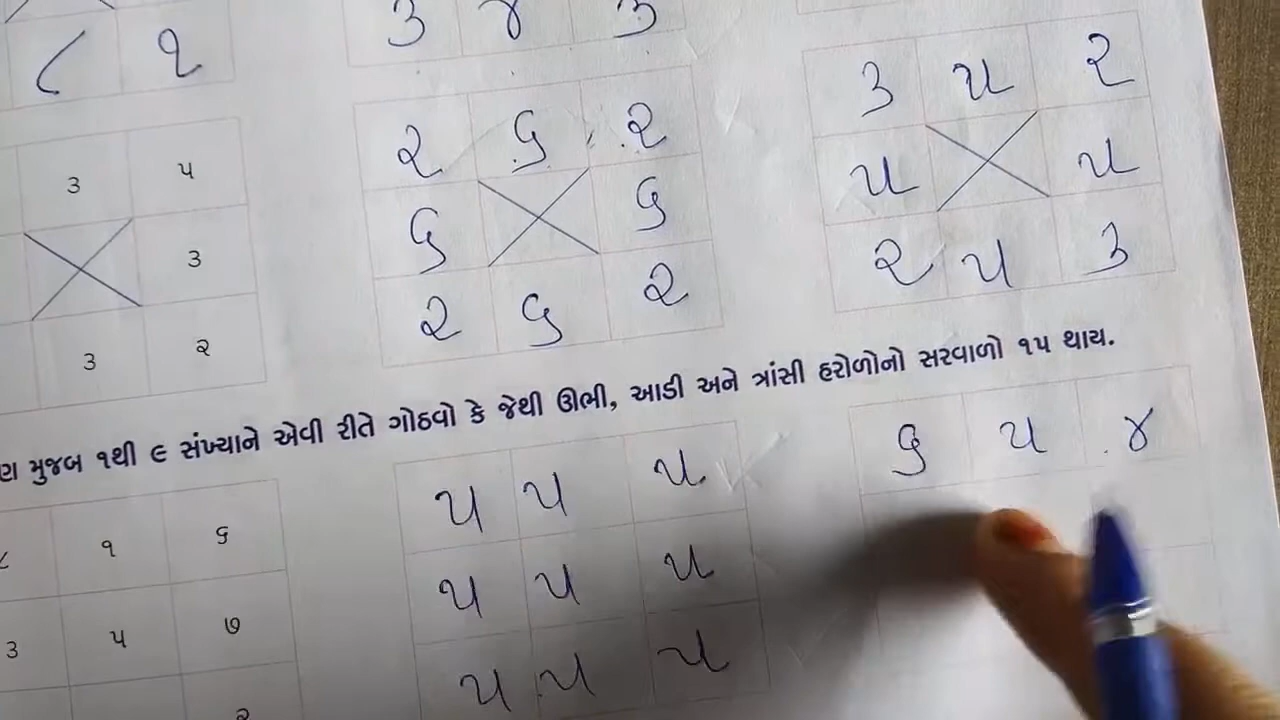 ૮ ૧
૩ ૪ ૩
૩ ૫
૩
૩ ૨
૨ ૬ ૨
૬ ૬
૨ ૬ ૨
૩ ૫ ૨
૫ ૫
૨ ૫ ૩
મુજબ ૧થી ૯ સંખ્યાને એવી રીતે ગોઠવો કે જેથી ઊભી, આડી અને ત્રાંસી હરોળોનો સરવાળો ૧૫ થાય.
૮ ૧ ૬
૩ ૫ ૭
૨
૫ ૫ ૫
૫ ૫ ૫
૫ ૫ ૫
૬ ૫ ૪